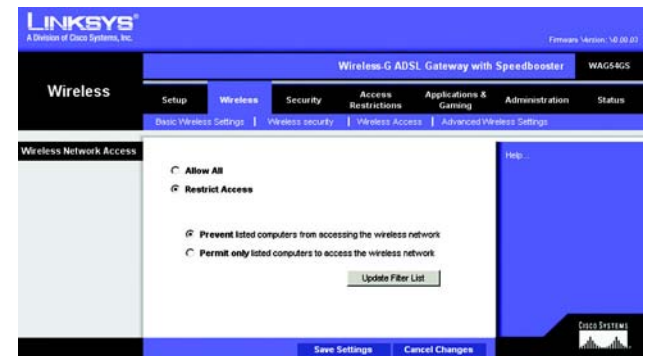 LINKSYS®
A Division of Cisco Systems, Inc.
Firmware Version: V0.00.03
Wireless-G ADSL Gateway with Speedbooster WAG54GS
Wireless
Setup Wireless Security Access Restrictions Applications & Gaming Administration Status
Basic Wireless Settings | Wireless security | Wireless Access | Advanced Wireless Settings
Wireless Network Access
Help...
Allow All
Restrict Access
Prevent listed computers from accessing the wireless network
Permit only listed computers to access the wireless network
Update Filter List
CISCO SYSTEMS
Save Settings Cancel Changes